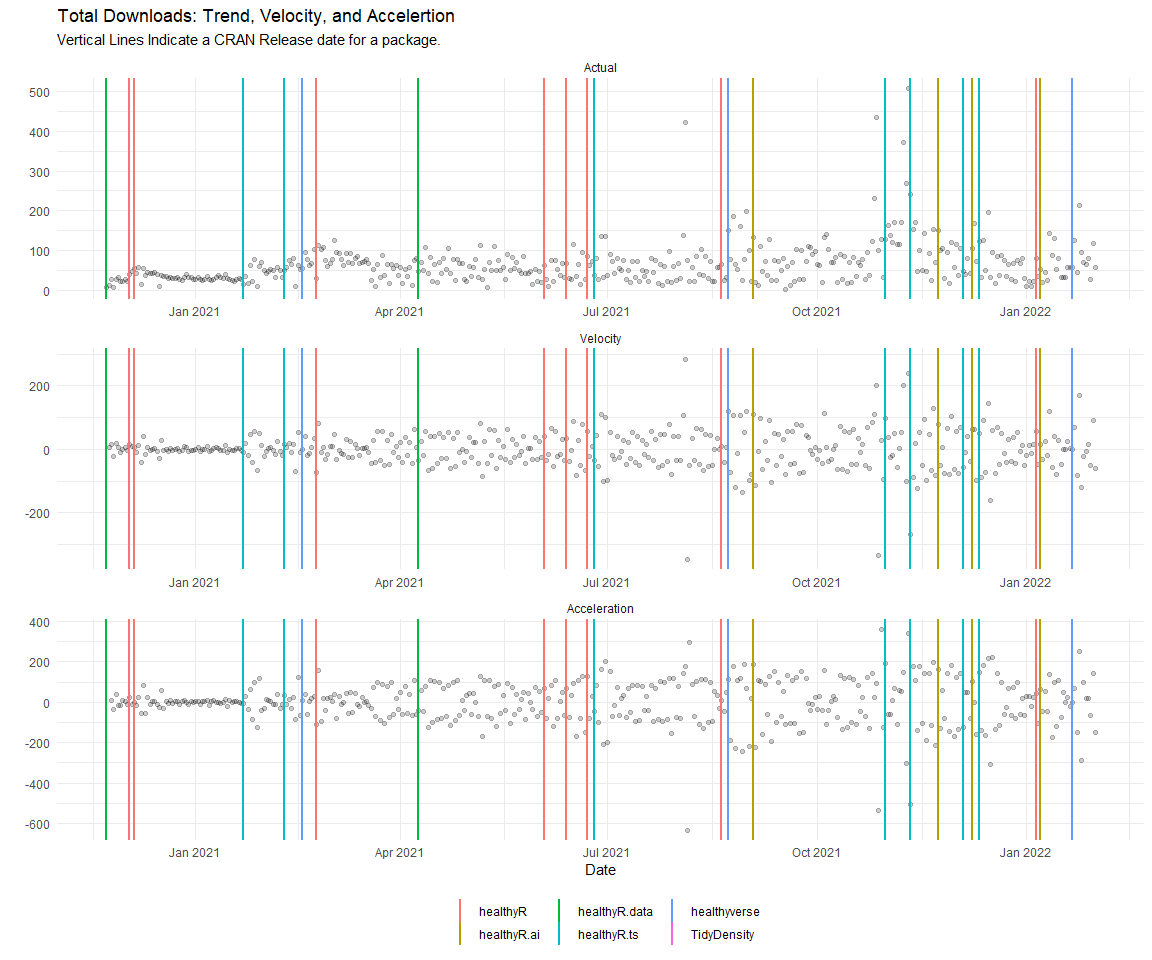 Total Downloads: Trend, Velocity, and Accelertion
Vertical Lines Indicate a CRAN Release date for a package.
Actual
500
400
300
200
100
0
Jan 2021 Apr 2021 Jul 2021 Oct 2021 Jan 2022
Velocity
200
0
-200
Jan 2021 Apr 2021 Jul 2021 Oct 2021 Jan 2022
Acceleration
400
200
0
-200
-400
-600
Jan 2021 Apr 2021 Jul 2021 Oct 2021 Jan 2022
Date
healthyR healthyR.data healthyverse
healthyR.ai healthyR.ts TidyDensity